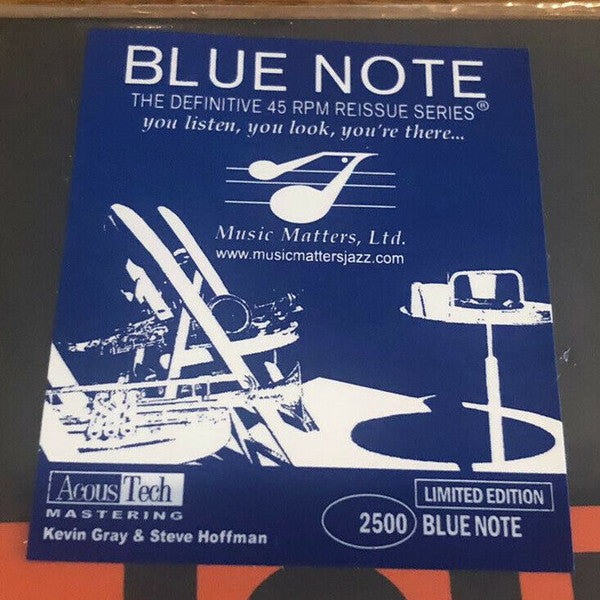 BLUE NOTE
THE DEFINITIVE 45 RPM REISSUE SERIES®
you listen, you look, you're there...
Music Matters, Ltd.
www.musicmattersjazz.com
AcousTech
MASTERING
Kevin Gray & Steve Hoffman
LIMITED EDITION
2500 BLUE NOTE